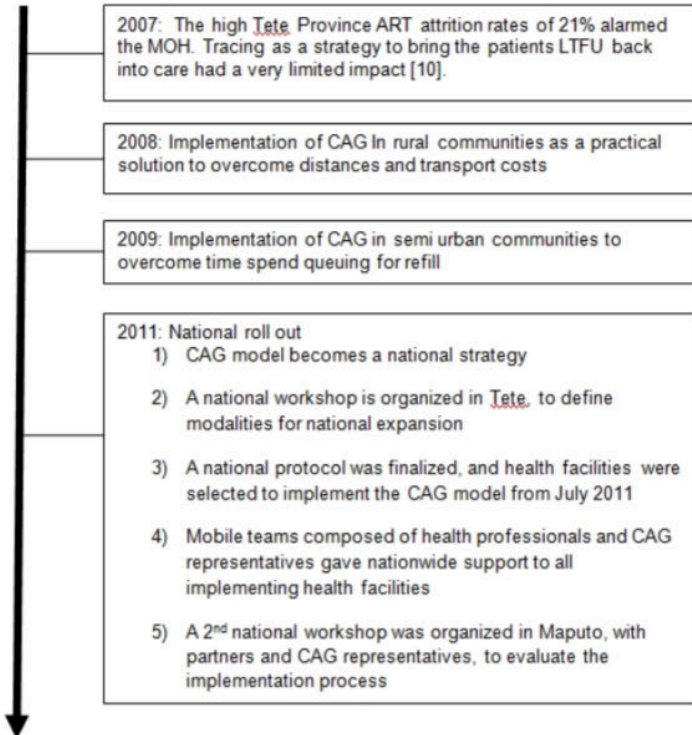 2007: The high Tete Province ART attrition rates of 21% alarmed
the MOH. Tracing as a strategy to bring the patients LTFU back
into care had a very limited impact [10].
2008: Implementation of CAG In rural communities as a practical
solution to overcome distances and transport costs
2009: Implementation of CAG in semi urban communities to
overcome time spend queuing for refill
2011: National roll out
1) CAG model becomes a national strategy
2) A national workshop is organized in Tete, to define
modalities for national expansion
3) A national protocol was finalized, and health facilities were
selected to implement the CAG model from July 2011
4) Mobile teams composed of health professionals and CAG
representatives gave nationwide support to all
implementing health facilities
5) A 2nd national workshop was organized in Maputo, with
partners and CAG representatives, to evaluate the
implementation process